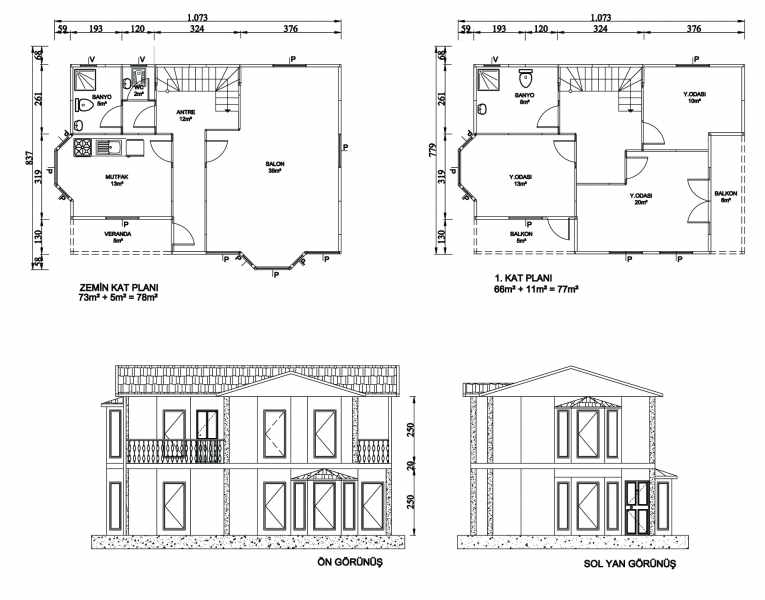 1.073
59 193 120 324 376
V V P
68
261
837
319
130
58
BANYO
5m²
WC
2m²
ANTRE
12m²
SALON
35m²
MUTFAK
13m²
VERANDA
5m²
P
P
P
P
P
P
P
P
ZEMİN KAT PLANI
73m² + 5m² = 78m²
1.073
59 193 120 324 376
V P
68
261
779
319
130
BANYO
8m²
Y.ODASI
10m²
Y.ODASI
13m²
Y.ODASI
20m²
BALKON
6m²
BALKON
5m²
P
P
P
P
P
P
1. KAT PLANI
66m² + 11m² = 77m²
250
20
250
ÖN GÖRÜNÜŞ
SOL YAN GÖRÜNÜŞ